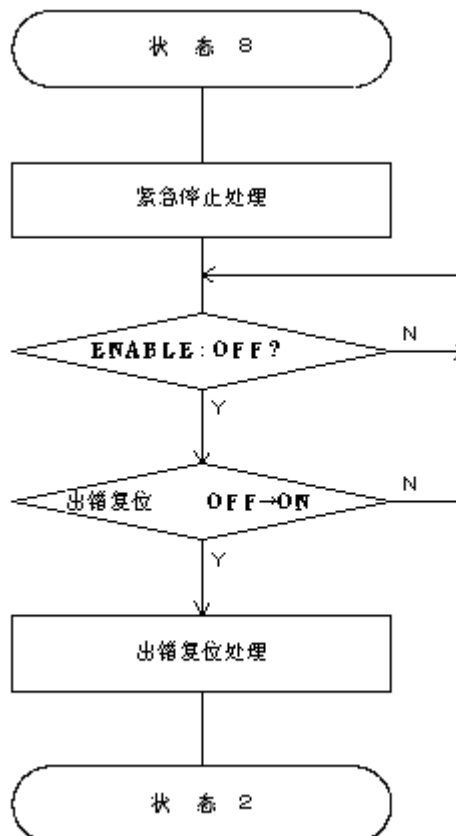 状 态 8
紧急停止处理
N
ENABLE:OFF?
Y
N
出错复位 OFF→ON
Y
出错复位处理
状 态 2